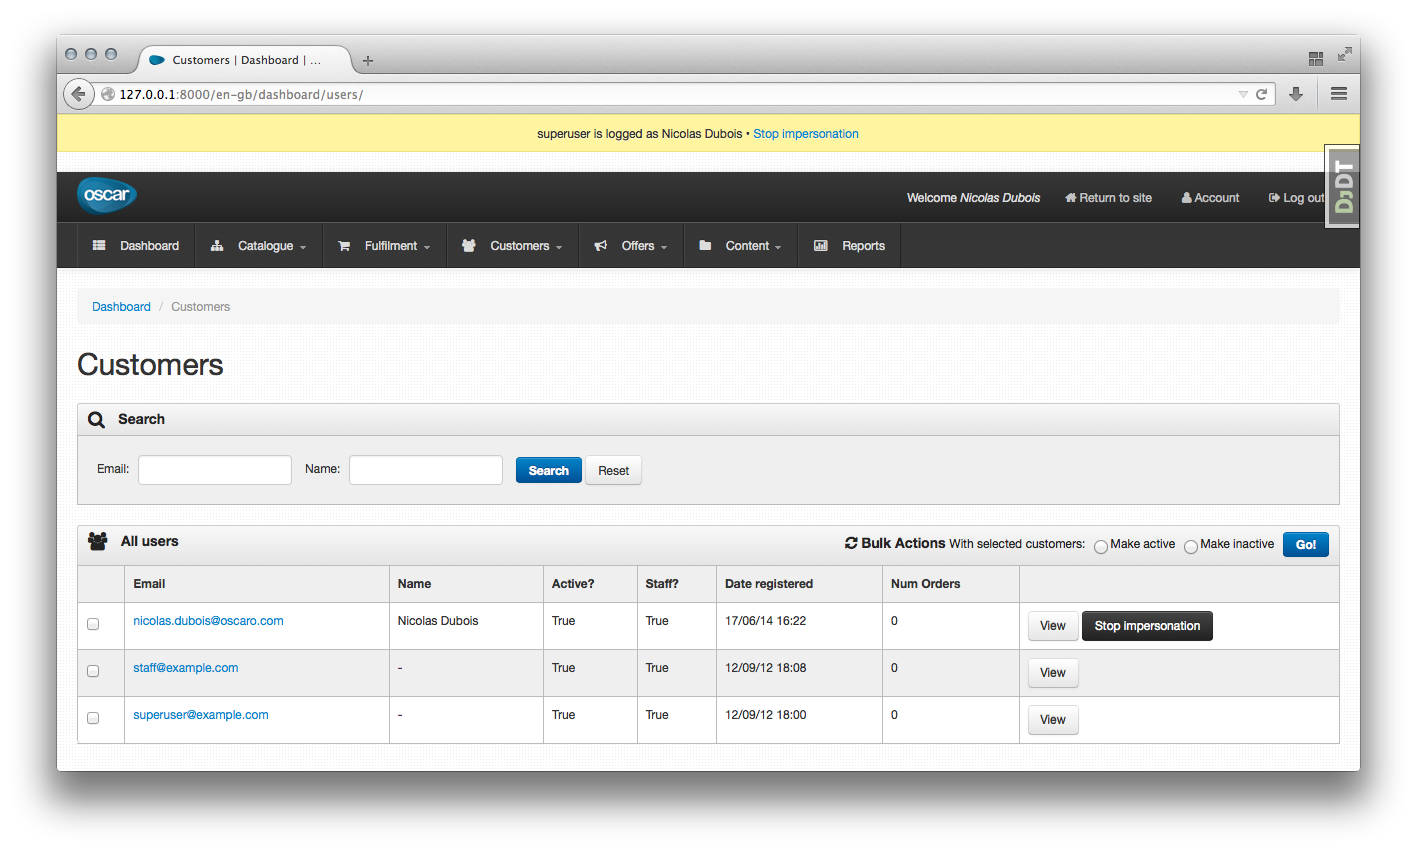 Customers | Dashboard | ...
127.0.0.1:8000/en-gb/dashboard/users/
superuser is logged as Nicolas Dubois • Stop impersonation
DjDT
oscar
Welcome Nicolas Dubois Return to site Account Log out
Dashboard Catalogue Fulfilment Customers Offers Content Reports
Dashboard / Customers
Customers
Search
Email: Name: Search Reset
All users Bulk Actions With selected customers: Make active Make inactive Go!
Email Name Active? Staff? Date registered Num Orders
nicolas.dubois@oscaro.com Nicolas Dubois True True 17/06/14 16:22 0 View Stop impersonation
staff@example.com - True True 12/09/12 18:08 0 View
superuser@example.com - True True 12/09/12 18:00 0 View